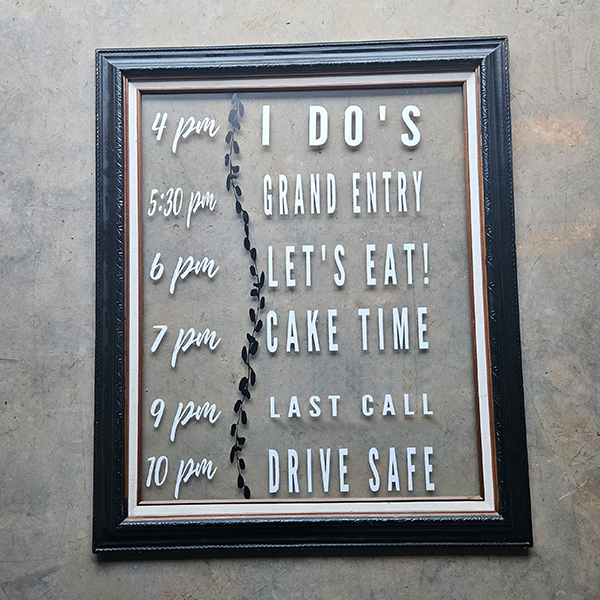 4 pm I DO'S
5:30 pm GRAND ENTRY
6 pm LET'S EAT!
7 pm CAKE TIME
9 pm LAST CALL
10 pm DRIVE SAFE